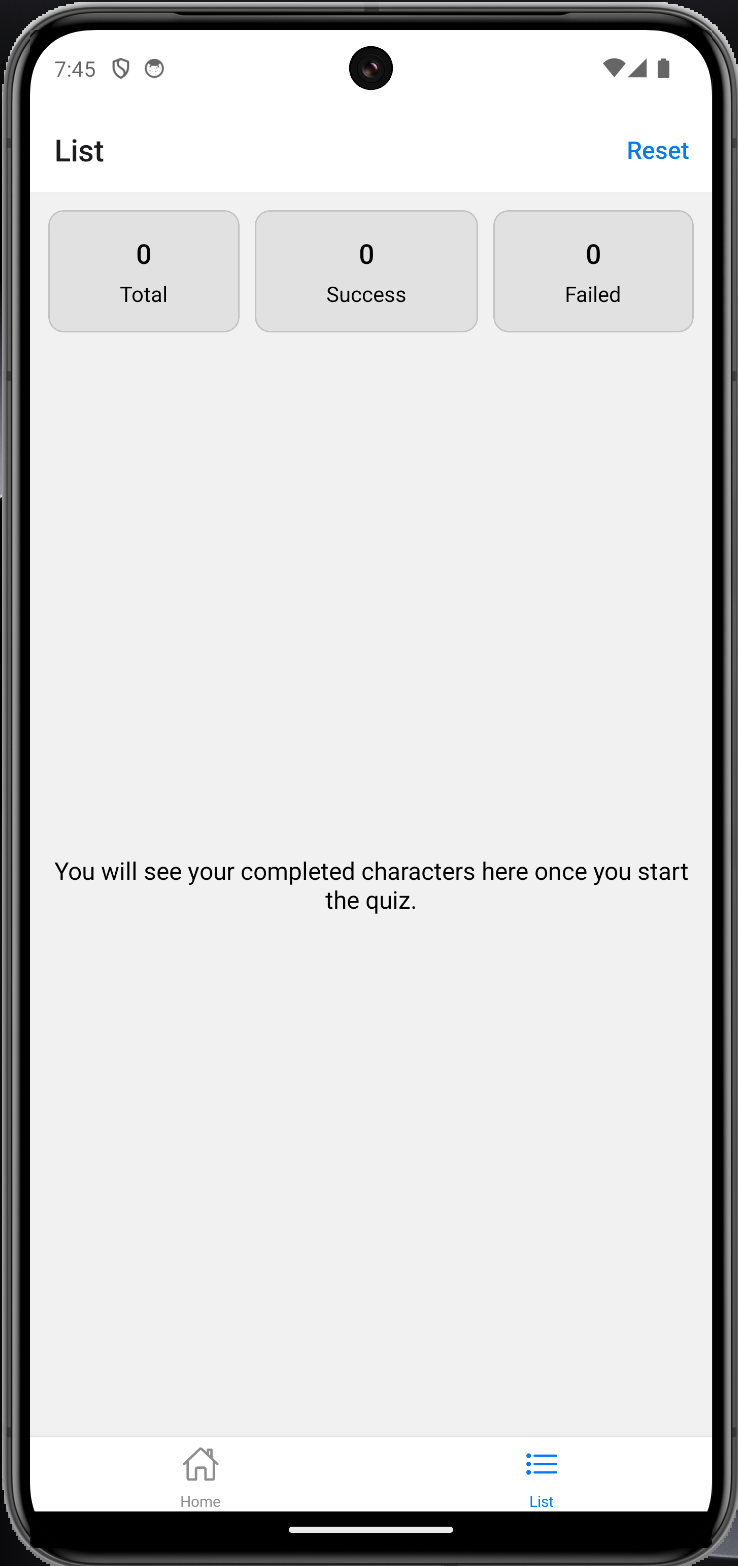 7:45
List
Reset
0
0
0
Total
Success
Failed
You will see your completed characters here once you start
the quiz.
Home
List